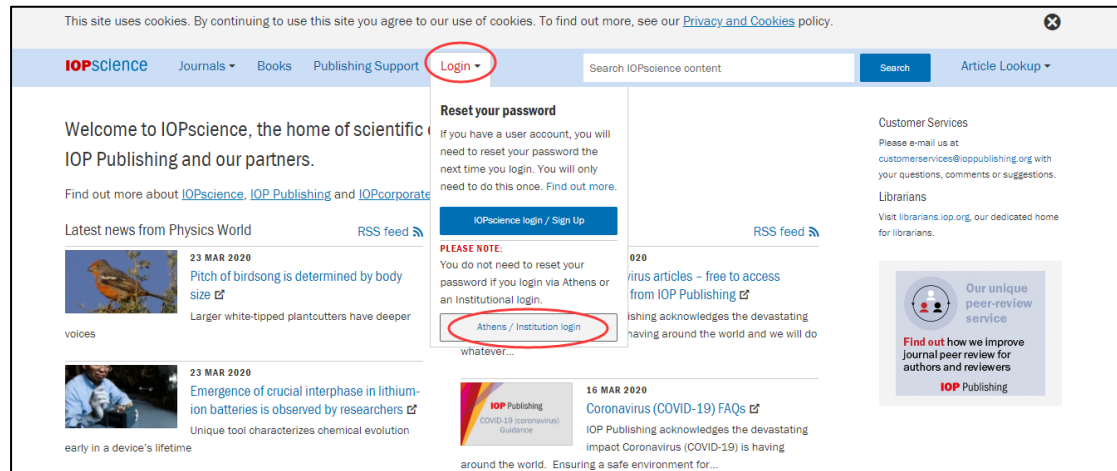 This site uses cookies. By continuing to use this site you agree to our use of cookies. To find out more, see our Privacy and Cookies policy.
IOPscience Journals Books Publishing Support Login Search IOPscience content Search Article Lookup
Welcome to IOPscience, the home of scientific
IOP Publishing and our partners.
Find out more about IOPscience, IOP Publishing and IOPcorporate
Latest news from Physics World RSS feed
23 MAR 2020
Pitch of birdsong is determined by body
size
Larger white-tipped plantcutters have deeper
voices
23 MAR 2020
Emergence of crucial interphase in lithium-
ion batteries is observed by researchers
Unique tool characterizes chemical evolution
early in a device's lifetime
Reset your password
If you have a user account, you will
need to reset your password the
next time you login. You will only
need to do this once. Find out more.
IOPscience login / Sign Up
PLEASE NOTE:
You do not need to reset your
password if you login via Athens or
an Institutional login.
Athens / Institution login
RSS feed
020
virus articles – free to access
from IOP Publishing
ishing acknowledges the devastating
having around the world and we will do
whatever...
IOP Publishing
COVID-19 (coronavirus)
Guidance
16 MAR 2020
Coronavirus (COVID-19) FAQs
IOP Publishing acknowledges the devastating
impact Coronavirus (COVID-19) is having
around the world. Ensuring a safe environment for...
Customer Services
Please e-mail us at
customerservices@ioppublishing.org with
your questions, comments or suggestions.
Librarians
Visit librarians.iop.org, our dedicated home
for librarians.
Our unique
peer-review
service
Find out how we improve
journal peer review for
authors and reviewers
IOP Publishing